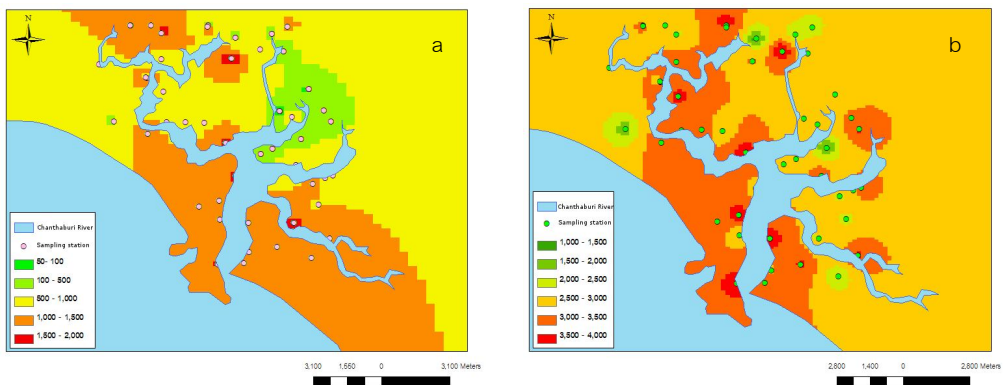 N
a
Chanthaburi River
Sampling station
50- 100
100 - 500
500 - 1,000
1,000 - 1,500
1,500 - 2,000
3,100 1,550 0 3,100 Meters
N
b
Chanthaburi River
Sampling station
1,000 - 1,500
1,500 - 2,000
2,000 - 2,500
2,500 - 3,000
3,000 - 3,500
3,500 - 4,000
2,800 1,400 0 2,800 Meters